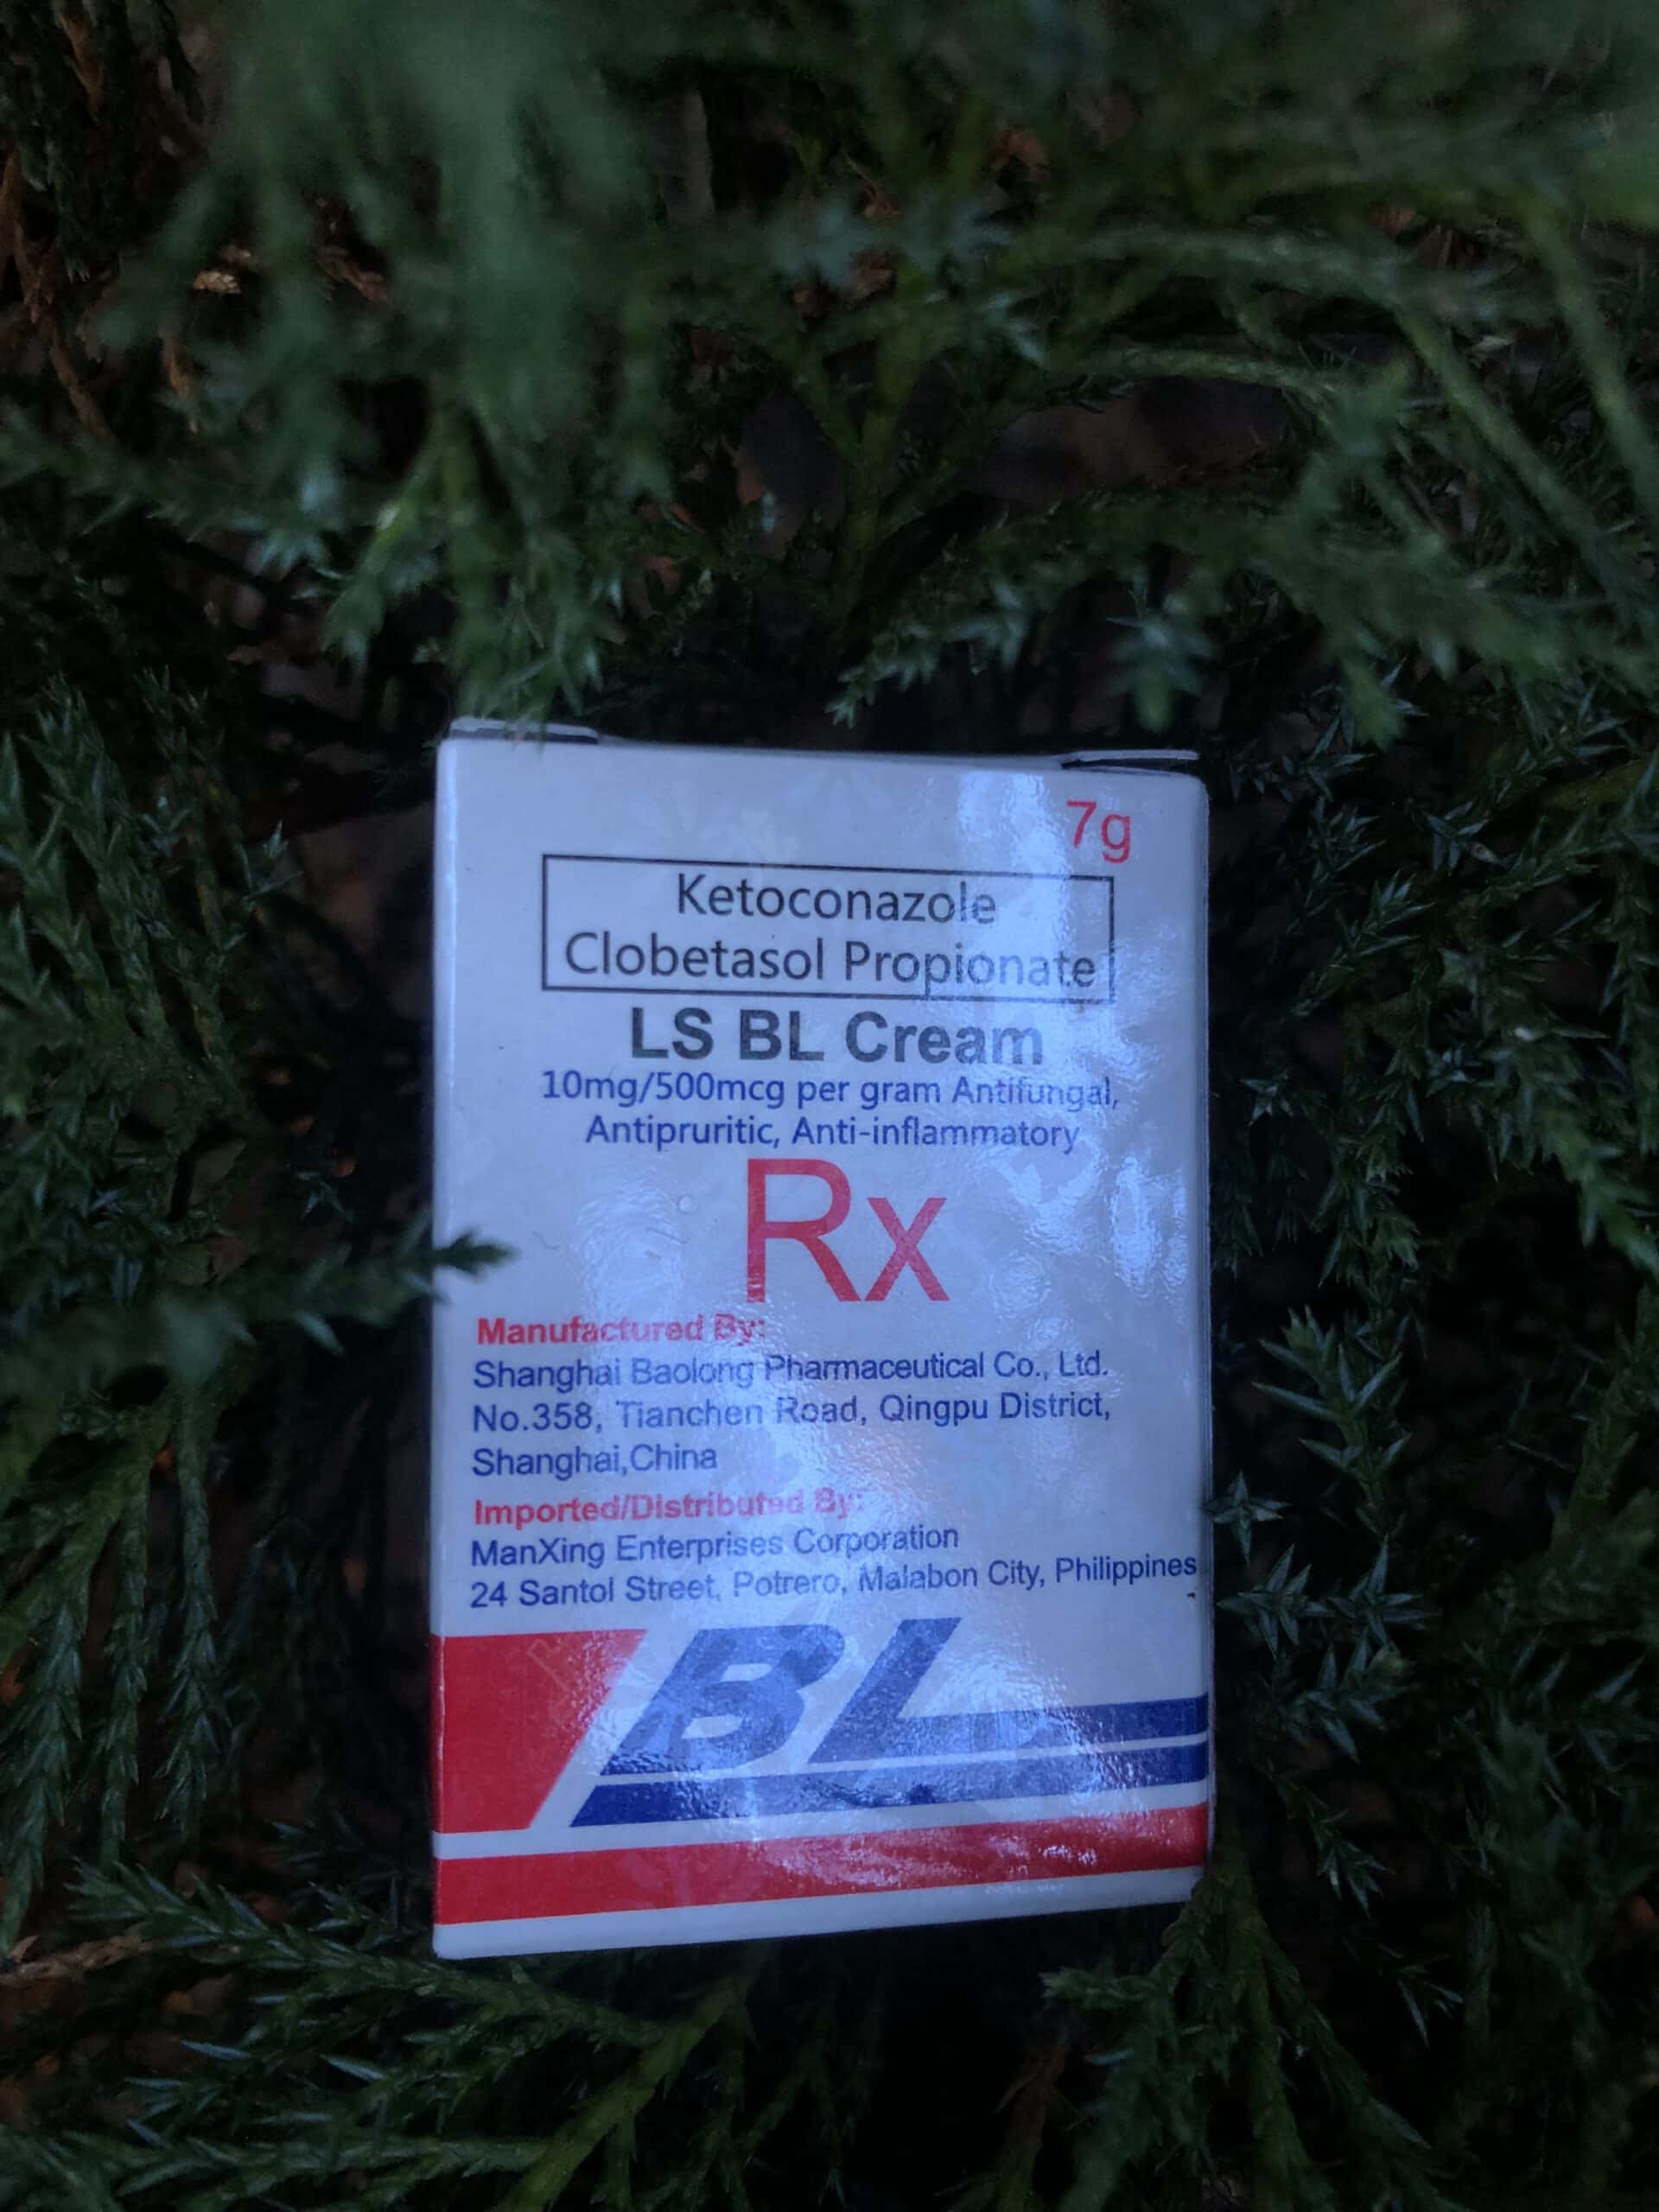 7g
Ketoconazole
Clobetasol Propionate
LS BL Cream
10mg/500mcg per gram Antifungal,
Antipruritic, Anti-inflammatory
Rx
Manufactured By:
Shanghai Baolong Pharmaceutical Co., Ltd.
No.358, Tianchen Road, Qingpu District,
Shanghai,China
Imported/Distributed By:
ManXing Enterprises Corporation
24 Santol Street, Potrero, Malabon City, Philippines
BL